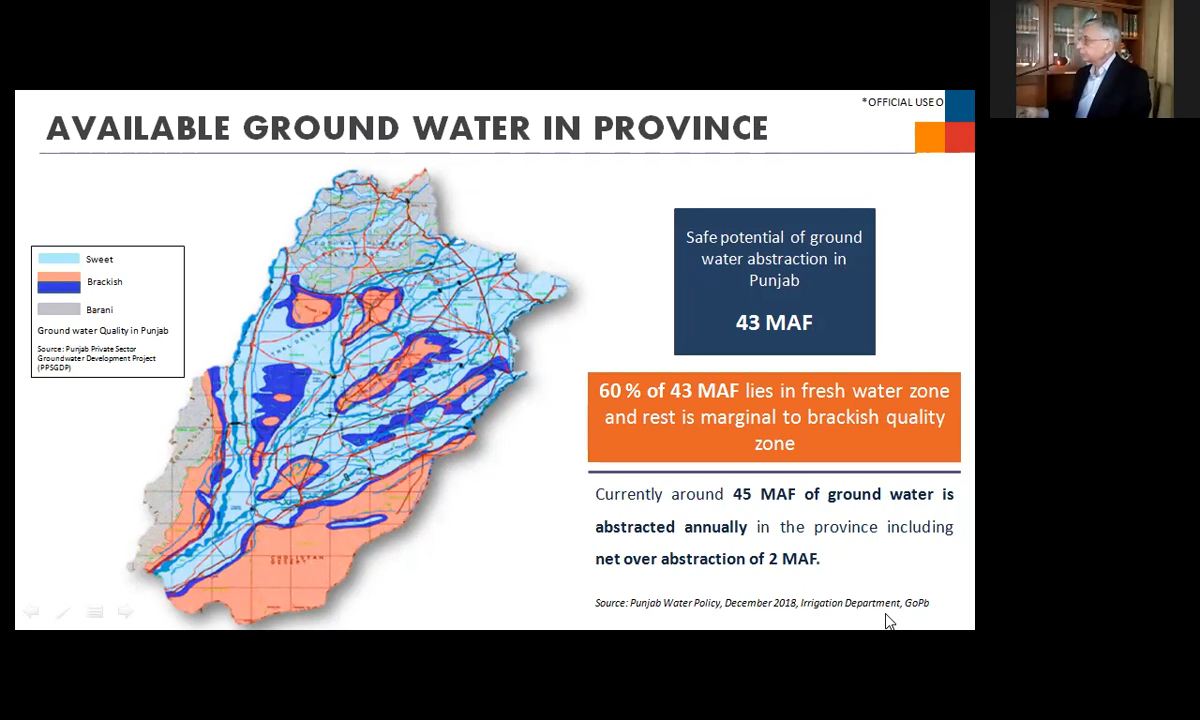 *OFFICIAL USE O
AVAILABLE GROUND WATER IN PROVINCE
Sweet
Brackish
Barani
Ground water Quality in Punjab
Source: Punjab Private Sector
Groundwater Development Project
(PPSGDP)
THAL DESERT
CHOLISTAN
DESERT
Safe potential of ground
water abstraction in
Punjab
43 MAF
60 % of 43 MAF lies in fresh water zone
and rest is marginal to brackish quality
zone
Currently around 45 MAF of ground water is
abstracted annually in the province including
net over abstraction of 2 MAF.
Source: Punjab Water Policy, December 2018, Irrigation Department, GoPb